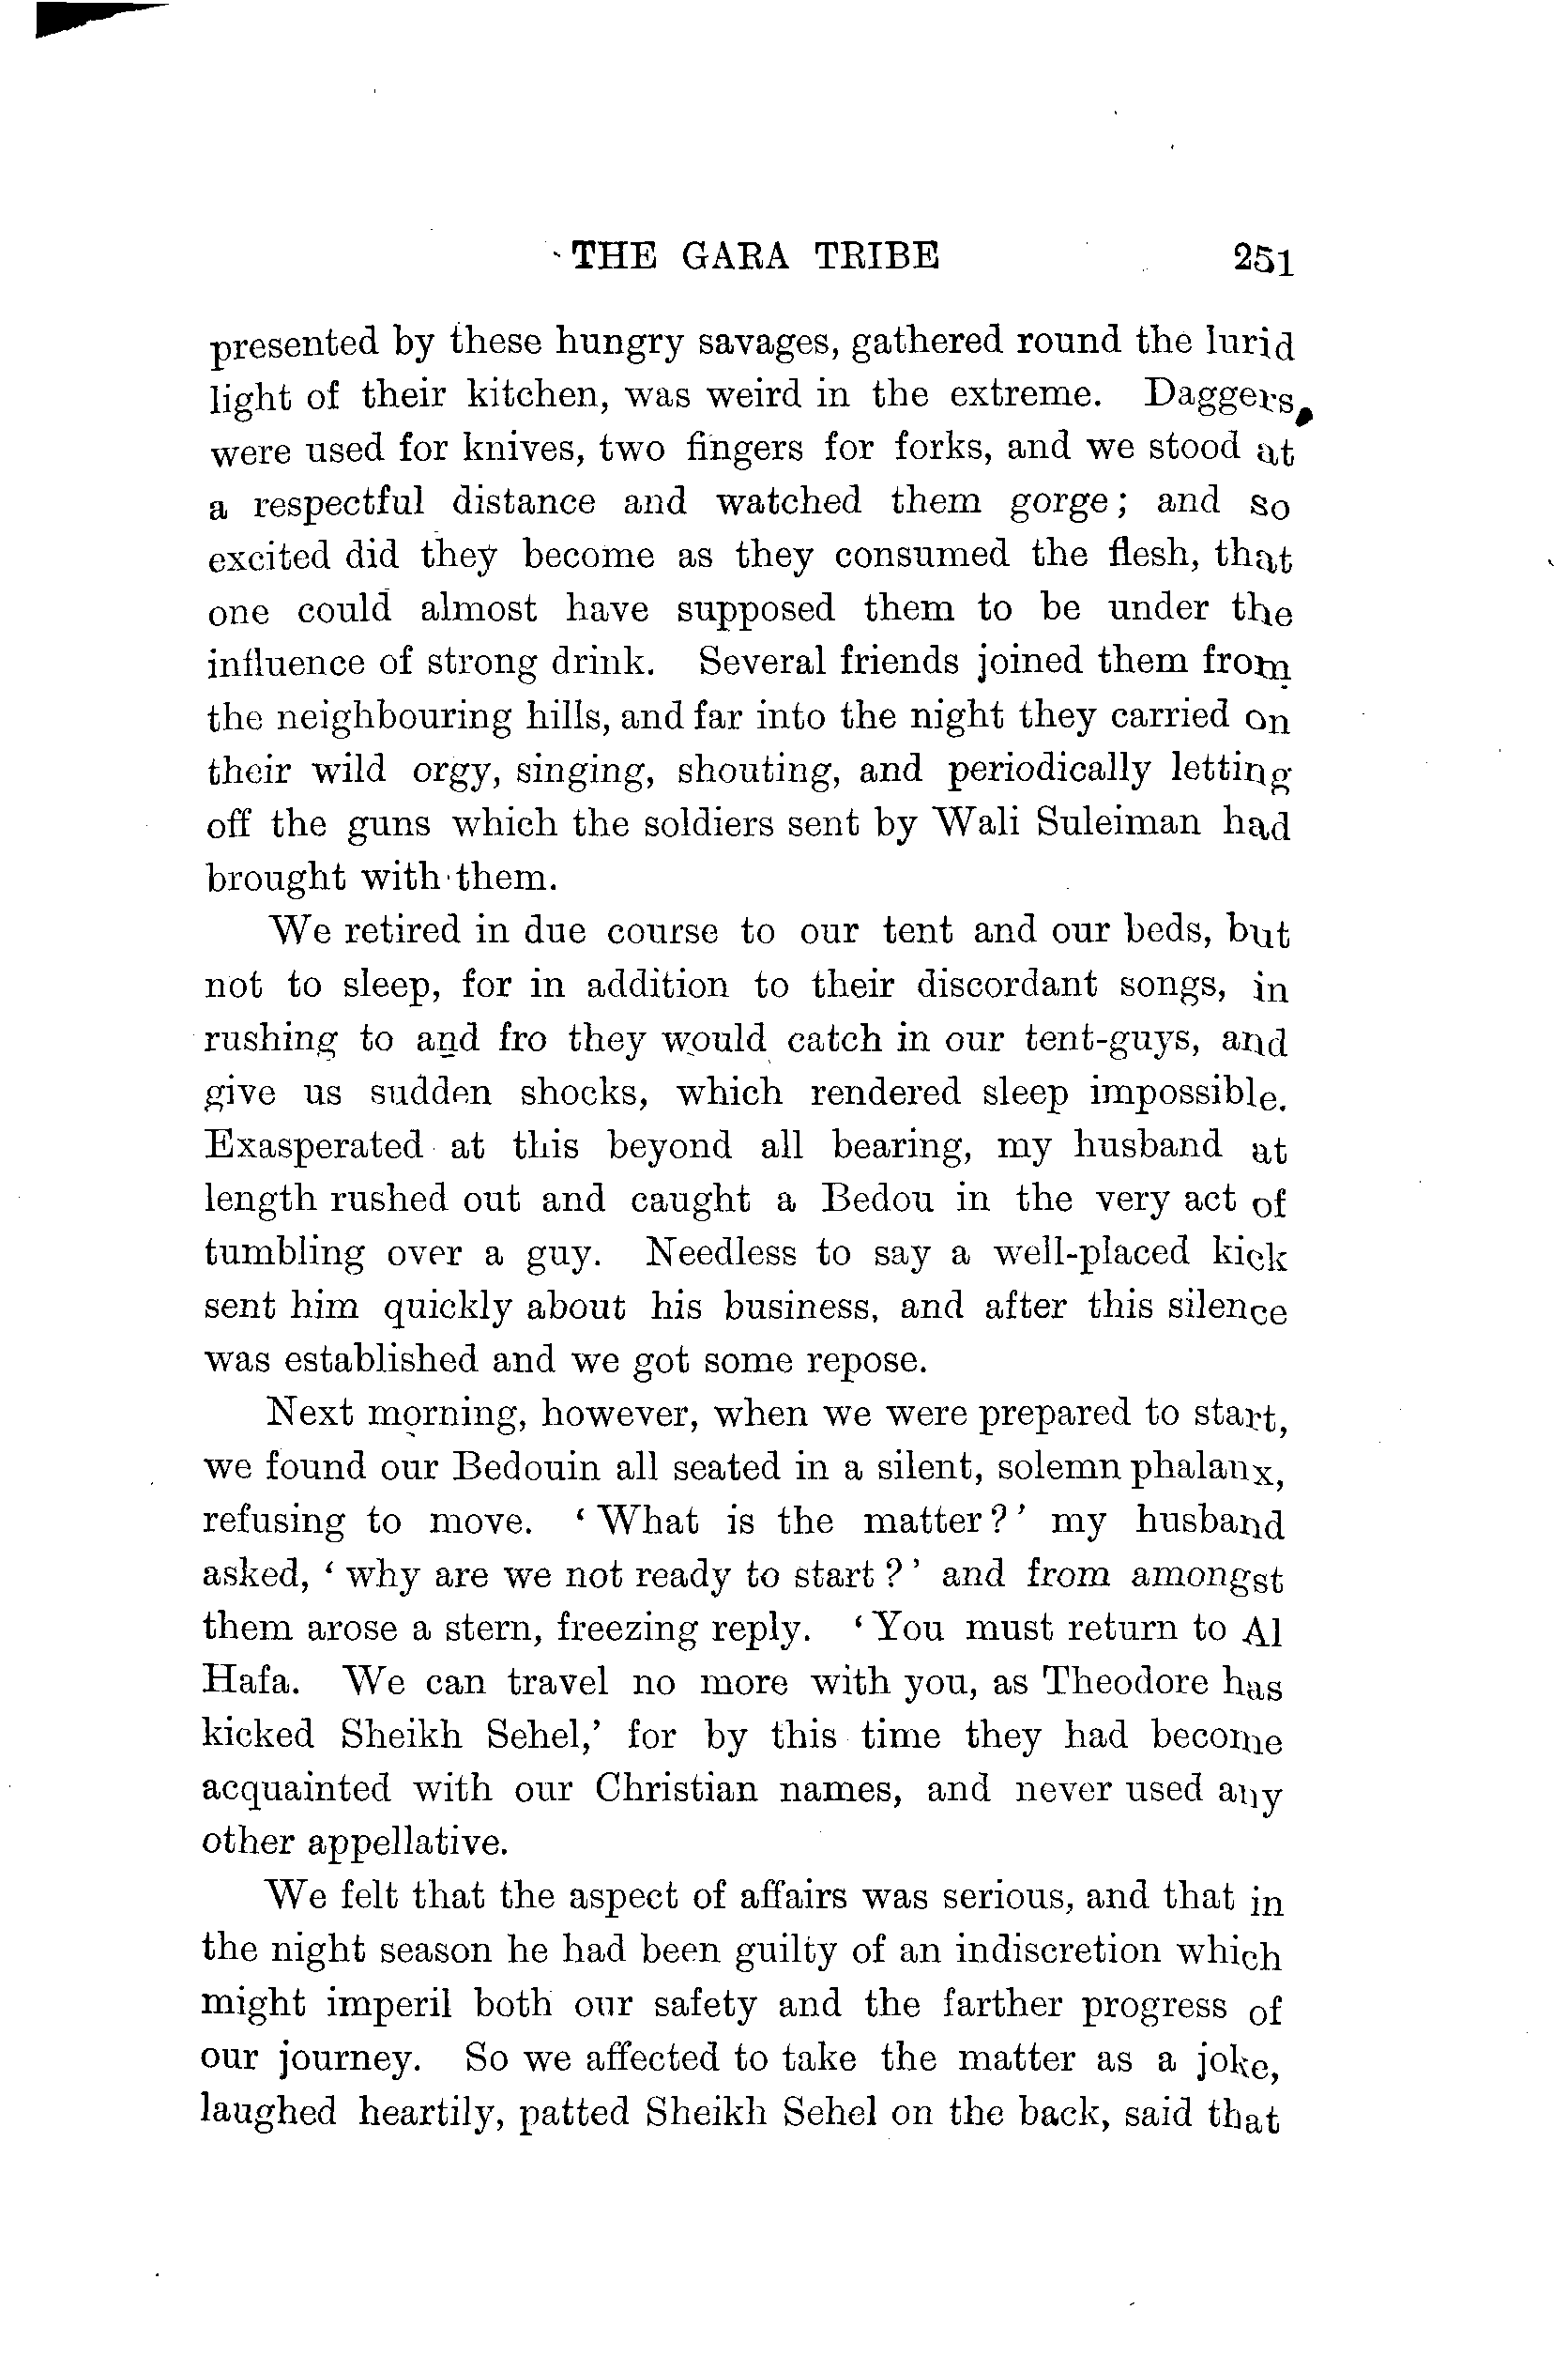 THE GARA TRIBE 251
presented by these hungry savages, gathered round the lurid
light of their kitchen, was weird in the extreme. Daggers
were used for knives, two fingers for forks, and we stood at
a respectful distance and watched them gorge; and so
excited did they become as they consumed the flesh, that
one could almost have supposed them to be under the
influence of strong drink. Several friends joined them from
the neighbouring hills, and far into the night they carried on
their wild orgy, singing, shouting, and periodically letting
off the guns which the soldiers sent by Wali Suleiman had
brought with them.
We retired in due course to our tent and our beds, but
not to sleep, for in addition to their discordant songs, in
rushing to and fro they would catch in our tent-guys, and
give us sudden shocks, which rendered sleep impossible.
Exasperated at this beyond all bearing, my husband at
length rushed out and caught a Bedou in the very act of
tumbling over a guy. Needless to say a well-placed kick
sent him quickly about his business, and after this silence
was established and we got some repose.
Next morning, however, when we were prepared to start,
we found our Bedouin all seated in a silent, solemn phalanx,
refusing to move. ‘What is the matter?’ my husband
asked, ‘why are we not ready to start?’ and from amongst
them arose a stern, freezing reply. ‘You must return to Al
Hafa. We can travel no more with you, as Theodore has
kicked Sheikh Sehel,’ for by this time they had become
acquainted with our Christian names, and never used any
other appellative.
We felt that the aspect of affairs was serious, and that in
the night season he had been guilty of an indiscretion which
might imperil both our safety and the farther progress of
our journey. So we affected to take the matter as a joke,
laughed heartily, patted Sheikh Sehel on the back, said that